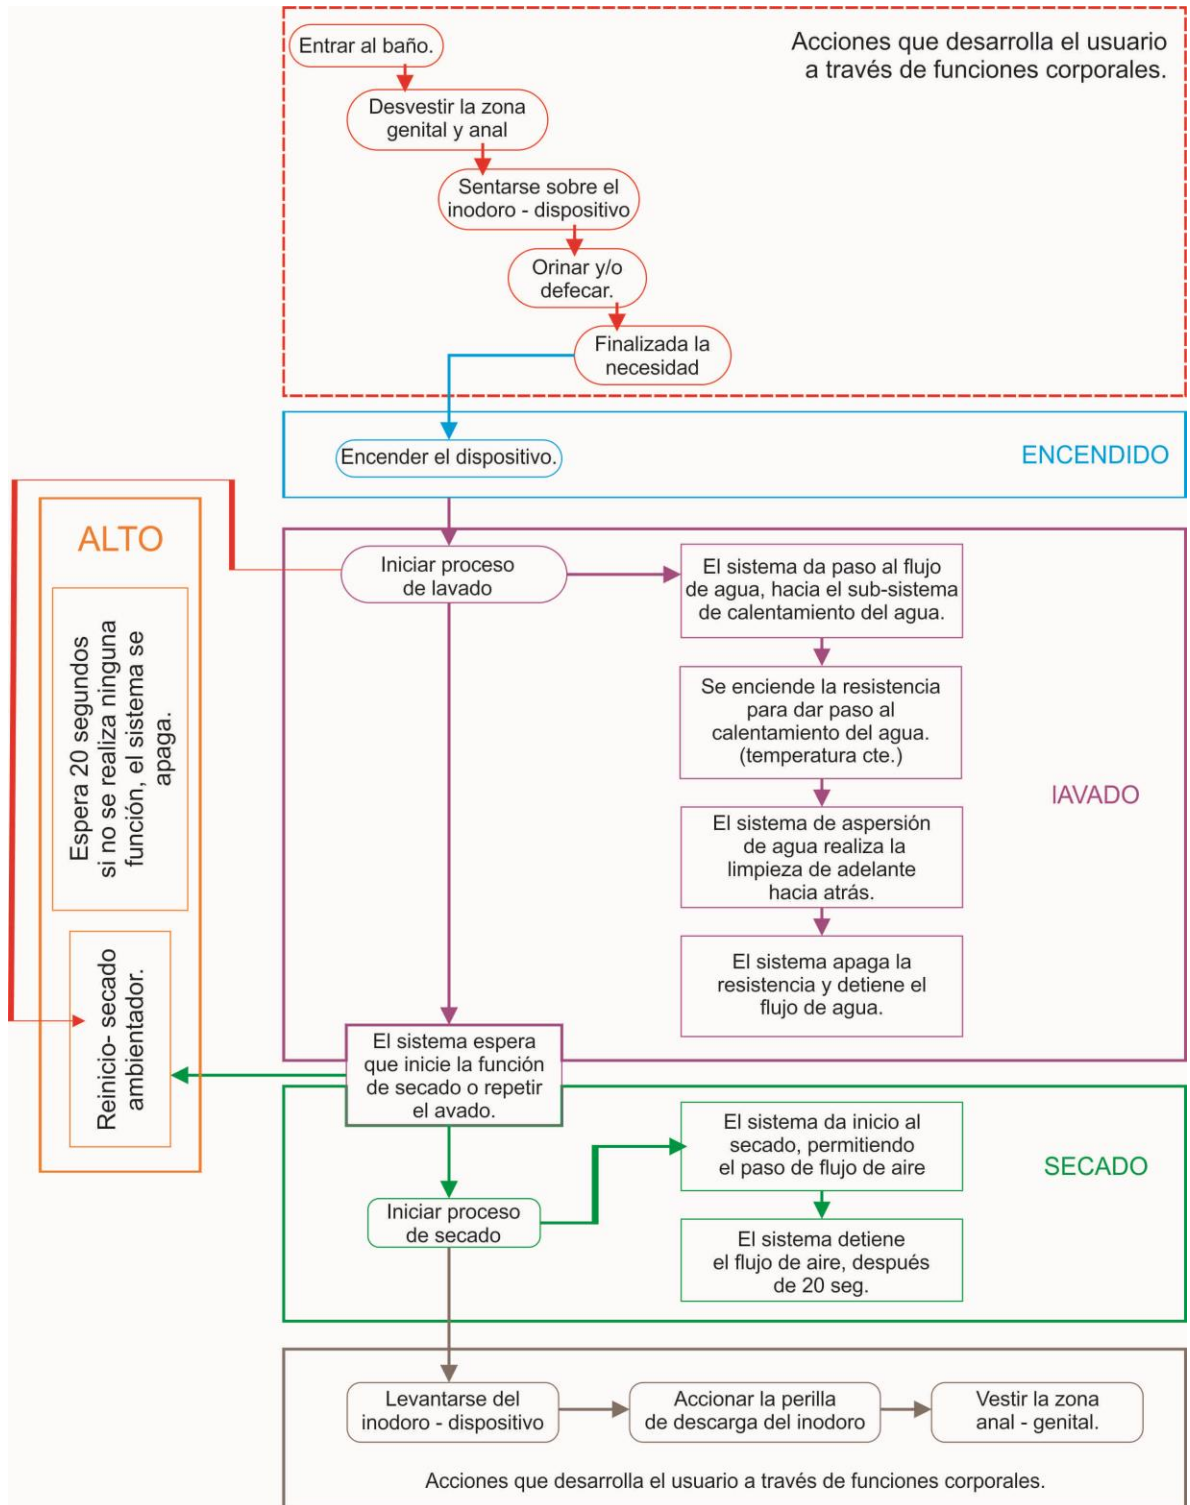 Entrar al baño.
Acciones que desarrolla el usuario
a través de funciones corporales.
Desvestir la zona
genital y anal
Sentarse sobre el
inodoro - dispositivo
Orinar y/o
defecar.
Finalizada la
necesidad
Encender el dispositivo.
ENCENDIDO
ALTO
Espera 20 segundos
si no se realiza ninguna
función, el sistema se
apaga.
Reinicio- secado
ambientador.
Iniciar proceso
de lavado
El sistema da paso al flujo
de agua, hacia el sub-sistema
de calentamiento del agua.
Se enciende la resistencia
para dar paso al
calentamiento del agua.
(temperatura cte.)
lAVADO
El sistema de aspersión
de agua realiza la
limpieza de adelante
hacia atrás.
El sistema apaga la
resistencia y detiene el
flujo de agua.
El sistema espera
que inicie la función
de secado o repetir
el avado.
El sistema da inicio al
secado, permitiendo
el paso de flujo de aire
SECADO
Iniciar proceso
de secado
El sistema detiene
el flujo de aire, después
de 20 seg.
Levantarse del
inodoro - dispositivo
Accionar la perilla
de descarga del inodoro
Vestir la zona
anal - genital.
Acciones que desarrolla el usuario a través de funciones corporales.